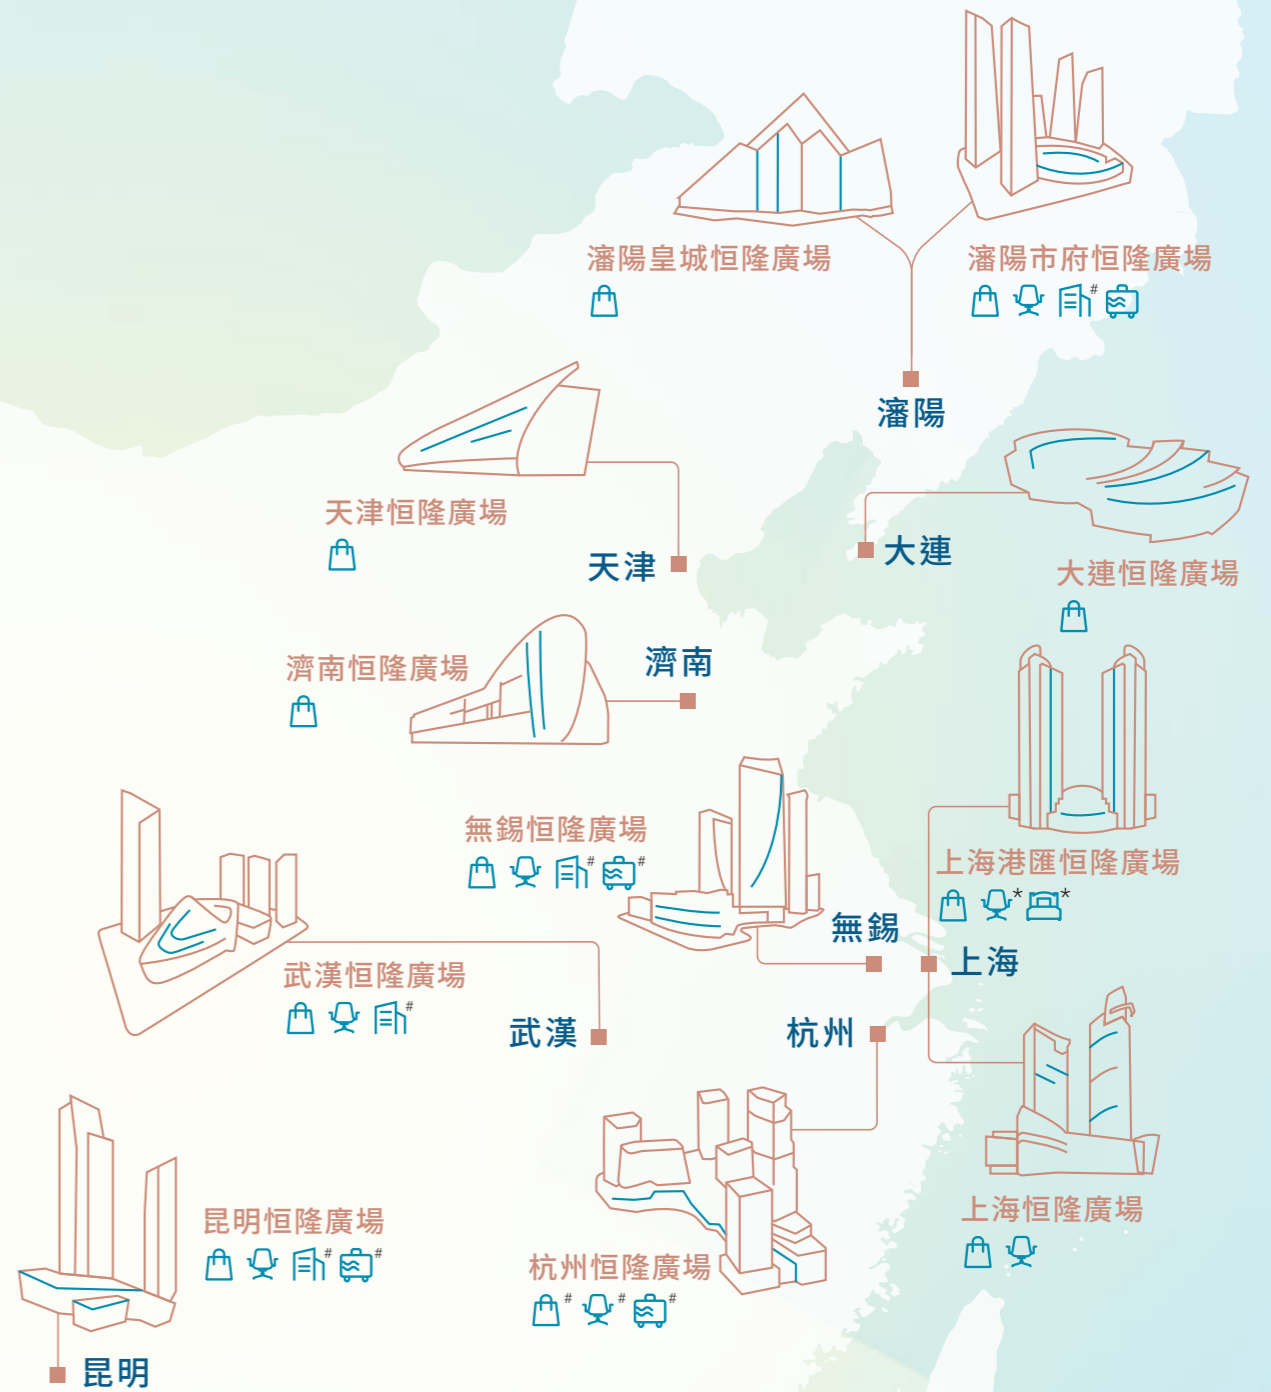 瀋陽皇城恒隆廣場
瀋陽市府恒隆廣場
#
瀋陽
天津恒隆廣場
天津
大連
大連恒隆廣場
濟南恒隆廣場
濟南
無錫恒隆廣場
# #
無錫
上海港匯恒隆廣場
* *
上海
武漢恒隆廣場
#
武漢
杭州
上海恒隆廣場
昆明恒隆廣場
# #
杭州恒隆廣場
# # #
昆明